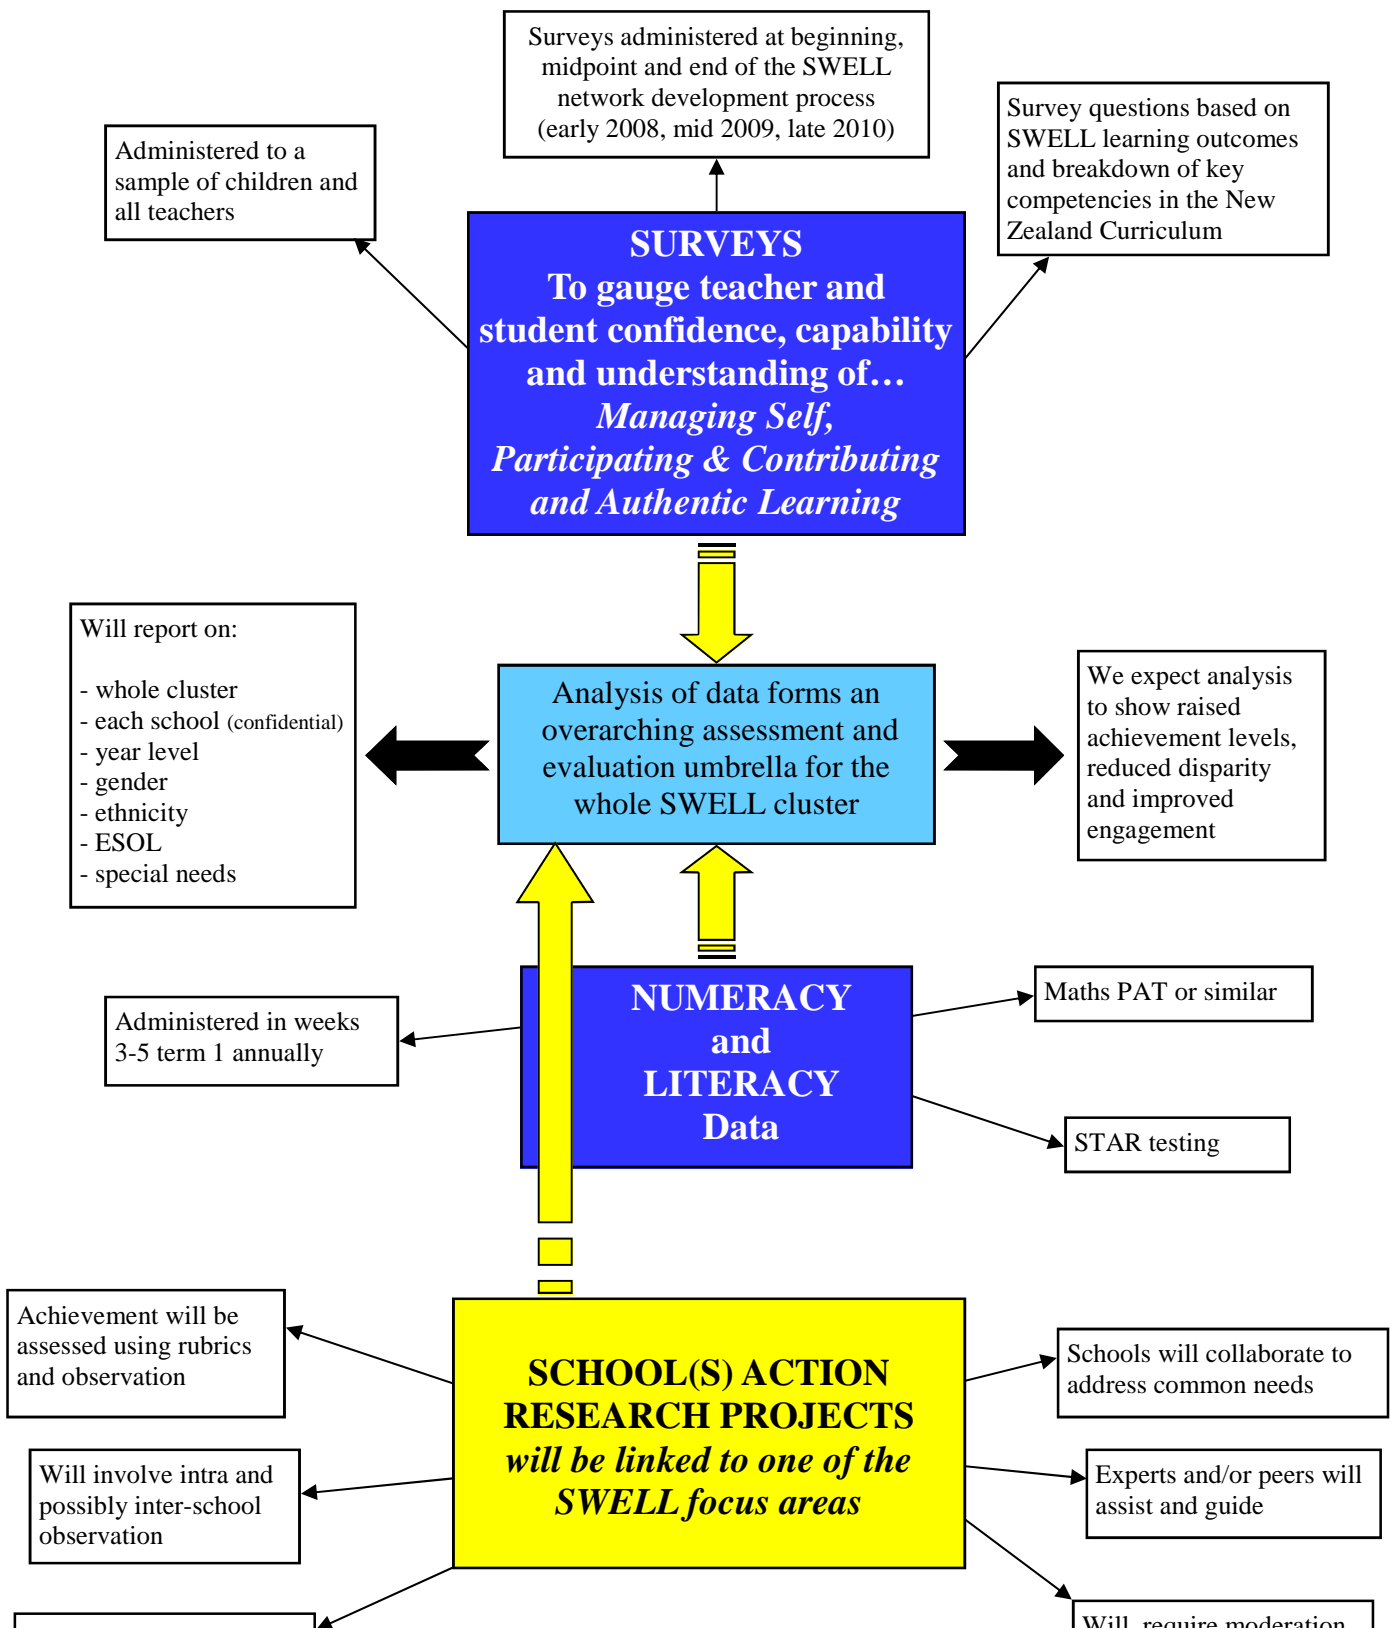 Surveys administered at beginning,
midpoint and end of the SWELL
network development process
(early 2008, mid 2009, late 2010)
Survey questions based on
SWELL learning outcomes
and breakdown of key
competencies in the New
Zealand Curriculum
Administered to a
sample of children and
all teachers
SURVEYS
To gauge teacher and
student confidence, capability
and understanding of…
Managing Self,
Participating & Contributing
and Authentic Learning
Will report on:
- whole cluster
- each school (confidential)
- year level
- gender
- ethnicity
- ESOL
- special needs
Analysis of data forms an
overarching assessment and
evaluation umbrella for the
whole SWELL cluster
We expect analysis
to show raised
achievement levels,
reduced disparity
and improved
engagement
Administered in weeks
3-5 term 1 annually
NUMERACY
and
LITERACY
Data
Maths PAT or similar
STAR testing
Achievement will be
assessed using rubrics
and observation
SCHOOL(S) ACTION
RESEARCH PROJECTS
will be linked to one of the
SWELL focus areas
Schools will collaborate to
address common needs
Will involve intra and
possibly inter-school
observation
Experts and/or peers will
assist and guide
Will require moderation